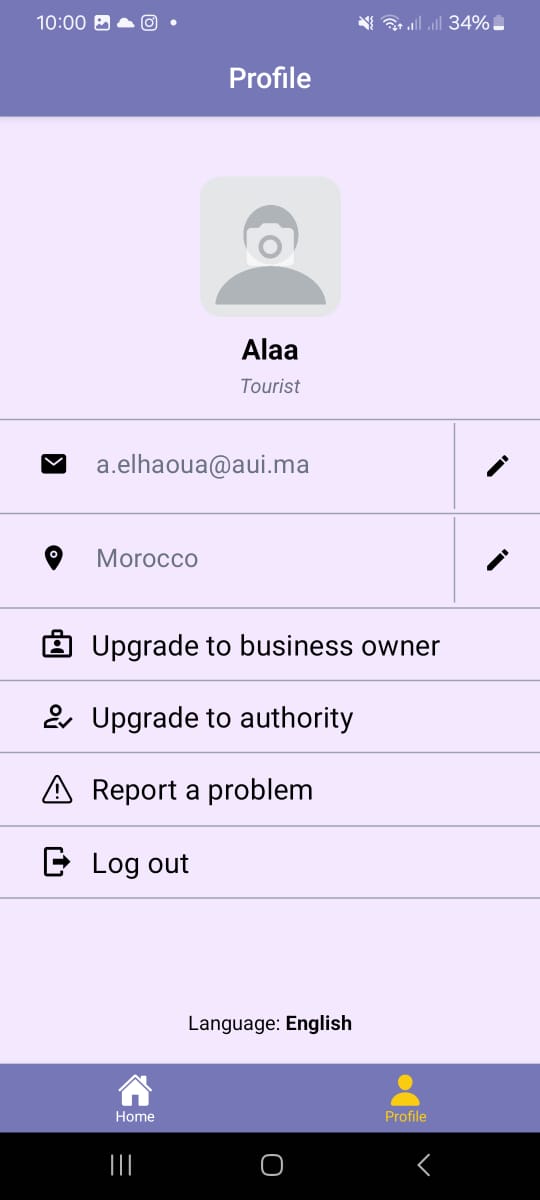 10:00 34%
Profile
Alaa
Tourist
a.elhaoua@aui.ma
Morocco
Upgrade to business owner
Upgrade to authority
Report a problem
Log out
Language: English
Home Profile